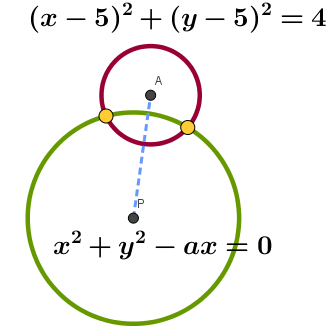 (x − 5)² + (y − 5)² = 4
A
P
x² + y² − ax = 0